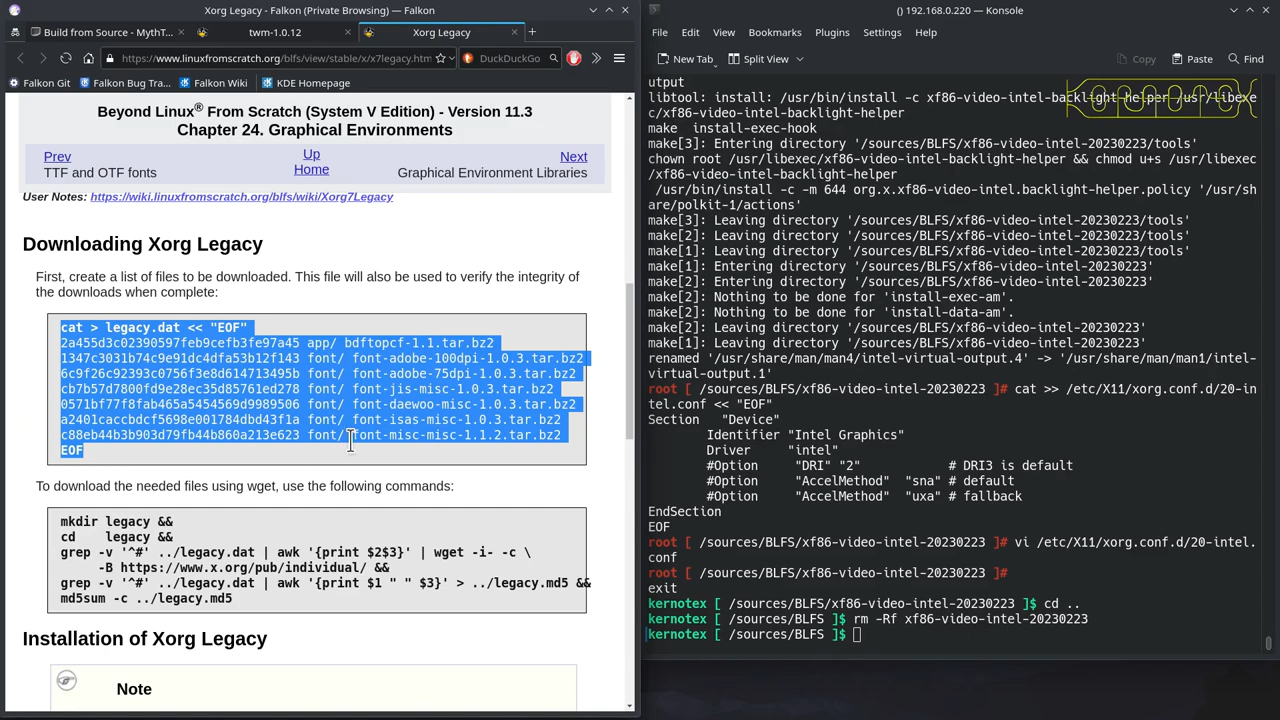 Xorg Legacy - Falkon (Private Browsing) — Falkon
Build from Source - MythT...
twm-1.0.12
Xorg Legacy
https://www.linuxfromscratch.org/blfs/view/stable/x/x7legacy.htm
DuckDuckGo
Falkon Git
Falkon Bug Tra...
Falkon Wiki
KDE Homepage
Beyond Linux® From Scratch (System V Edition) - Version 11.3
Chapter 24. Graphical Environments
Prev
Up
Next
TTF and OTF fonts
Home
Graphical Environment Libraries
User Notes: https://wiki.linuxfromscratch.org/blfs/wiki/Xorg7Legacy
Downloading Xorg Legacy
First, create a list of files to be downloaded. This file will also be used to verify the integrity of
the downloads when complete:
cat > legacy.dat << "EOF"
2a455d3c02390597feb9cefb3fe97a45 app/ bdftopcf-1.1.tar.bz2
1347c3031b74c9e91dc4dfa53b12f143 font/ font-adobe-100dpi-1.0.3.tar.bz2
6c9f26c92393c0756f3e8d614713495b font/ font-adobe-75dpi-1.0.3.tar.bz2
cb7b57d7800fd9e28ec35d85761ed278 font/ font-jis-misc-1.0.3.tar.bz2
0571bf77f8fab465a5454569d9989506 font/ font-daewoo-misc-1.0.3.tar.bz2
a2401caccbdcf5698e001784dbd43f1a font/ font-isas-misc-1.0.3.tar.bz2
c88eb44b3b903d79fb44b860a213e623 font/ font-misc-misc-1.1.2.tar.bz2
EOF
To download the needed files using wget, use the following commands:
mkdir legacy &&
cd    legacy &&
grep -v '^#' ../legacy.dat | awk '{print $2$3}' | wget -i- -c \
-B https://www.x.org/pub/individual/ &&
grep -v '^#' ../legacy.dat | awk '{print $1 " " $3}' > ../legacy.md5 &&
md5sum -c ../legacy.md5
Installation of Xorg Legacy
Note
() 192.168.0.220 — Konsole
File Edit View Bookmarks Plugins Settings Help
New Tab
Split View
Copy
Paste
Find
utput
libtool: install: /usr/bin/install -c xf86-video-intel-backlight-helper /usr/libexe
c/xf86-video-intel-backlight-helper
make  install-exec-hook
make[3]: Entering directory '/sources/BLFS/xf86-video-intel-20230223/tools'
chown root /usr/libexec/xf86-video-intel-backlight-helper && chmod u+s /usr/libexec
/xf86-video-intel-backlight-helper
/usr/bin/install -c -m 644 org.x.xf86-video-intel.backlight-helper.policy '/usr/sh
are/polkit-1/actions'
make[3]: Leaving directory '/sources/BLFS/xf86-video-intel-20230223/tools'
make[2]: Leaving directory '/sources/BLFS/xf86-video-intel-20230223/tools'
make[1]: Leaving directory '/sources/BLFS/xf86-video-intel-20230223/tools'
make[1]: Entering directory '/sources/BLFS/xf86-video-intel-20230223'
make[2]: Entering directory '/sources/BLFS/xf86-video-intel-20230223'
make[2]: Nothing to be done for 'install-exec-am'.
make[2]: Nothing to be done for 'install-data-am'.
make[2]: Leaving directory '/sources/BLFS/xf86-video-intel-20230223'
make[1]: Leaving directory '/sources/BLFS/xf86-video-intel-20230223'
renamed '/usr/share/man/man4/intel-virtual-output.4' -> '/usr/share/man/man1/intel-
virtual-output.1'
root [ /sources/BLFS/xf86-video-intel-20230223 ]# cat >> /etc/X11/xorg.conf.d/20-in
tel.conf << "EOF"
Section   "Device"
Identifier "Intel Graphics"
Driver     "intel"
#Option    "DRI" "2"            # DRI3 is default
#Option    "AccelMethod"  "sna" # default
#Option    "AccelMethod"  "uxa" # fallback
EndSection
EOF
root [ /sources/BLFS/xf86-video-intel-20230223 ]# vi /etc/X11/xorg.conf.d/20-intel.
conf
root [ /sources/BLFS/xf86-video-intel-20230223 ]#
exit
kernotex [ /sources/BLFS/xf86-video-intel-20230223 ]$ cd ..
kernotex [ /sources/BLFS ]$ rm -Rf xf86-video-intel-20230223
kernotex [ /sources/BLFS ]$